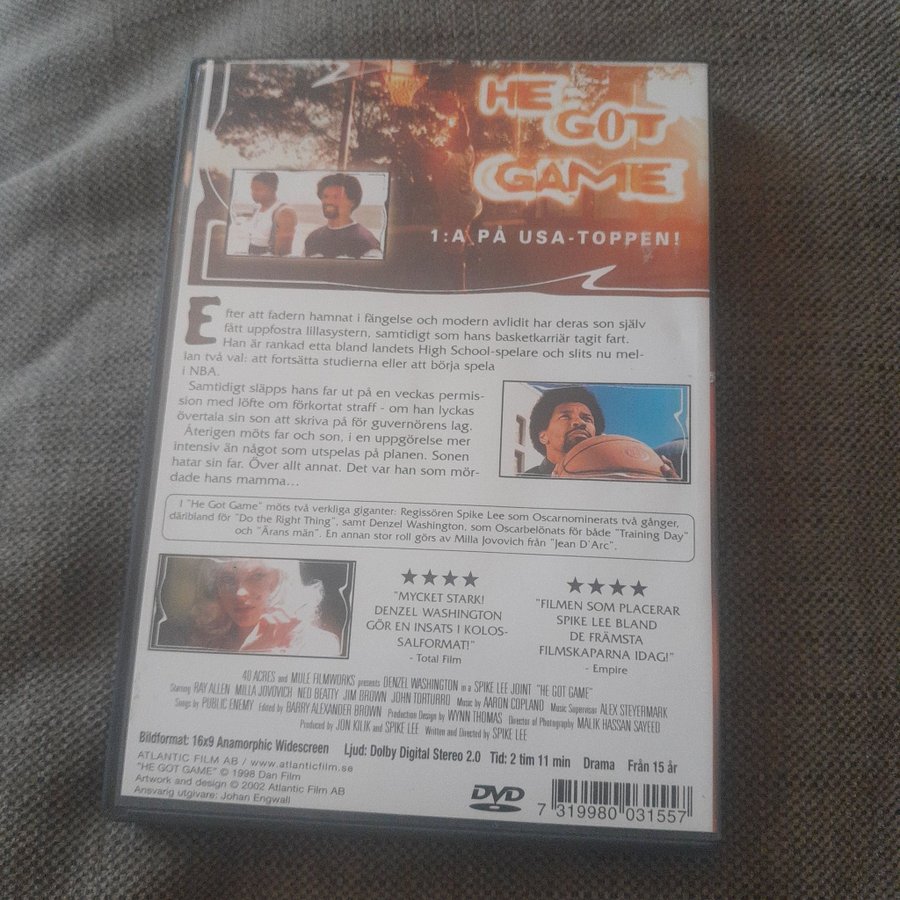 HE
GOT
GAME
1:A PÅ USA-TOPPEN!
Efter att fadern hamnat i fängelse och modern avlidit har deras son själv
fått uppfostra lillasystern, samtidigt som hans basketkarriär tagit fart.
Han är rankad etta bland landets High School-spelare och slits nu mel-
lan två val: att fortsätta studierna eller att börja spela
i NBA.
Samtidigt släpps hans far ut på en veckas permis-
sion med löfte om förkortat straff - om han lyckas
övertala sin son att skriva på för guvernörens lag.
Återigen möts far och son, i en uppgörelse mer
intensiv än något som utspelas på planen. Sonen
hatar sin far. Över allt annat. Det var han som mör-
dade hans mamma...
I "He Got Game" möts två verkliga giganter: Regissören Spike Lee som Oscarnominerats två gånger,
däribland för "Do the Right Thing", samt Denzel Washington, som Oscarbelönats för både "Training Day"
och "Ärans män". En annan stor roll görs av Milla Jovovich från "Jean D'Arc".
★★★★
"MYCKET STARK!
DENZEL WASHINGTON
GÖR EN INSATS I KOLOS-
SALFORMAT!"
- Total Film
★★★★
"FILMEN SOM PLACERAR
SPIKE LEE BLAND
DE FRÄMSTA
FILMSKAPARNA IDAG!"
- Empire
40 ACRES and MULE FILMWORKS presents DENZEL WASHINGTON in a SPIKE LEE JOINT "HE GOT GAME"
Starring RAY ALLEN MILLA JOVOVICH NED BEATTY JIM BROWN JOHN TORTURRO Music by AARON COPLAND Music Supervisor ALEX STEYERMARK
Songs by PUBLIC ENEMY Edited by BARRY ALEXANDER BROWN Production Design by WYNN THOMAS Director of Photography MALIK HASSAN SAYEED
Produced by JON KILIK and SPIKE LEE Written and Directed by SPIKE LEE
Bildformat: 16x9 Anamorphic Widescreen Ljud: Dolby Digital Stereo 2.0 Tid: 2 tim 11 min Drama Från 15 år
ATLANTIC FILM AB / www.atlanticfilm.se
"HE GOT GAME" © 1998 Dan Film
Artwork and design © 2002 Atlantic Film AB
Ansvarig utgivare: Johan Engwall
DVD
7 319980 031557